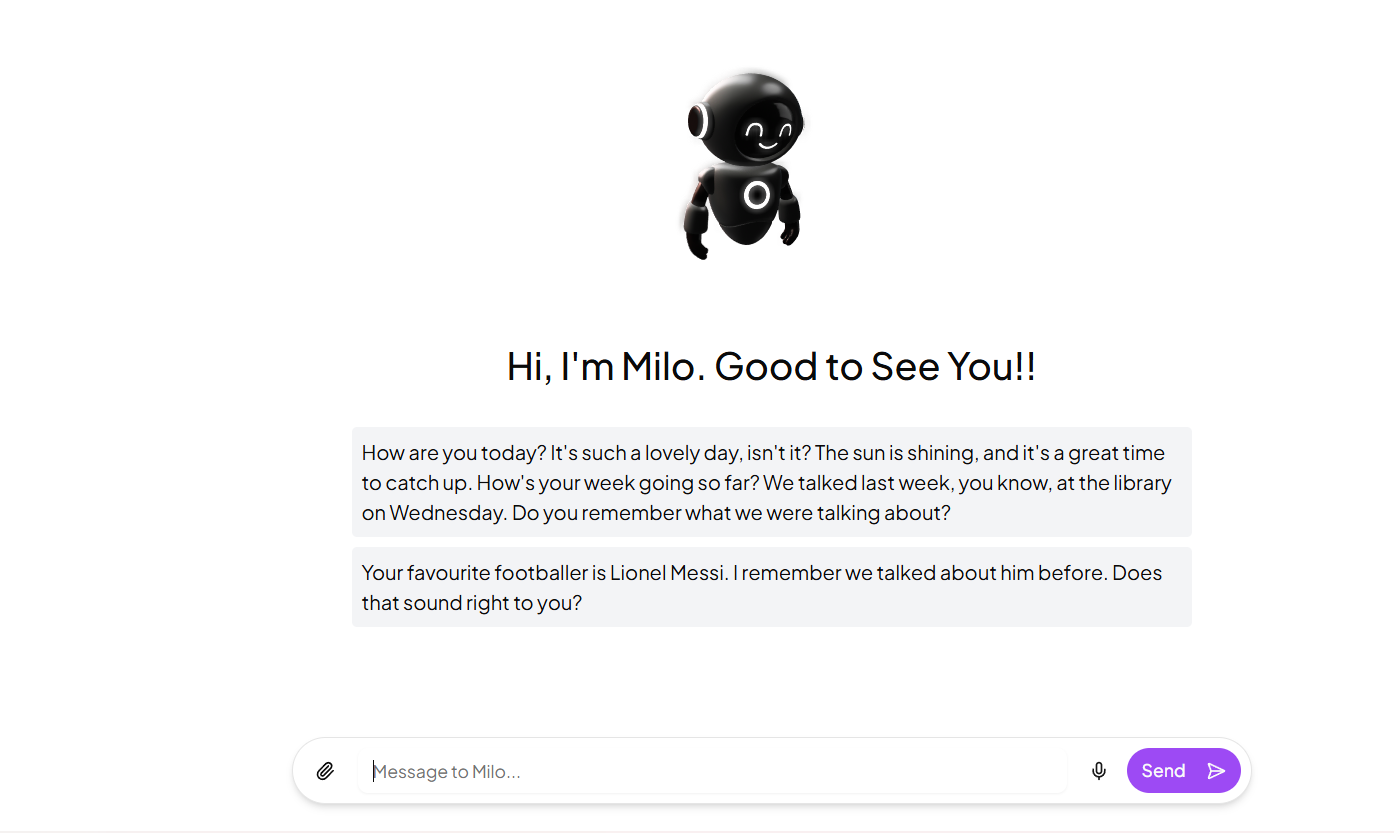 Hi, I'm Milo. Good to See You!!
How are you today? It's such a lovely day, isn't it? The sun is shining, and it's a great time
to catch up. How's your week going so far? We talked last week, you know, at the library
on Wednesday. Do you remember what we were talking about?
Your favourite footballer is Lionel Messi. I remember we talked about him before. Does
that sound right to you?
Message to Milo...
Send